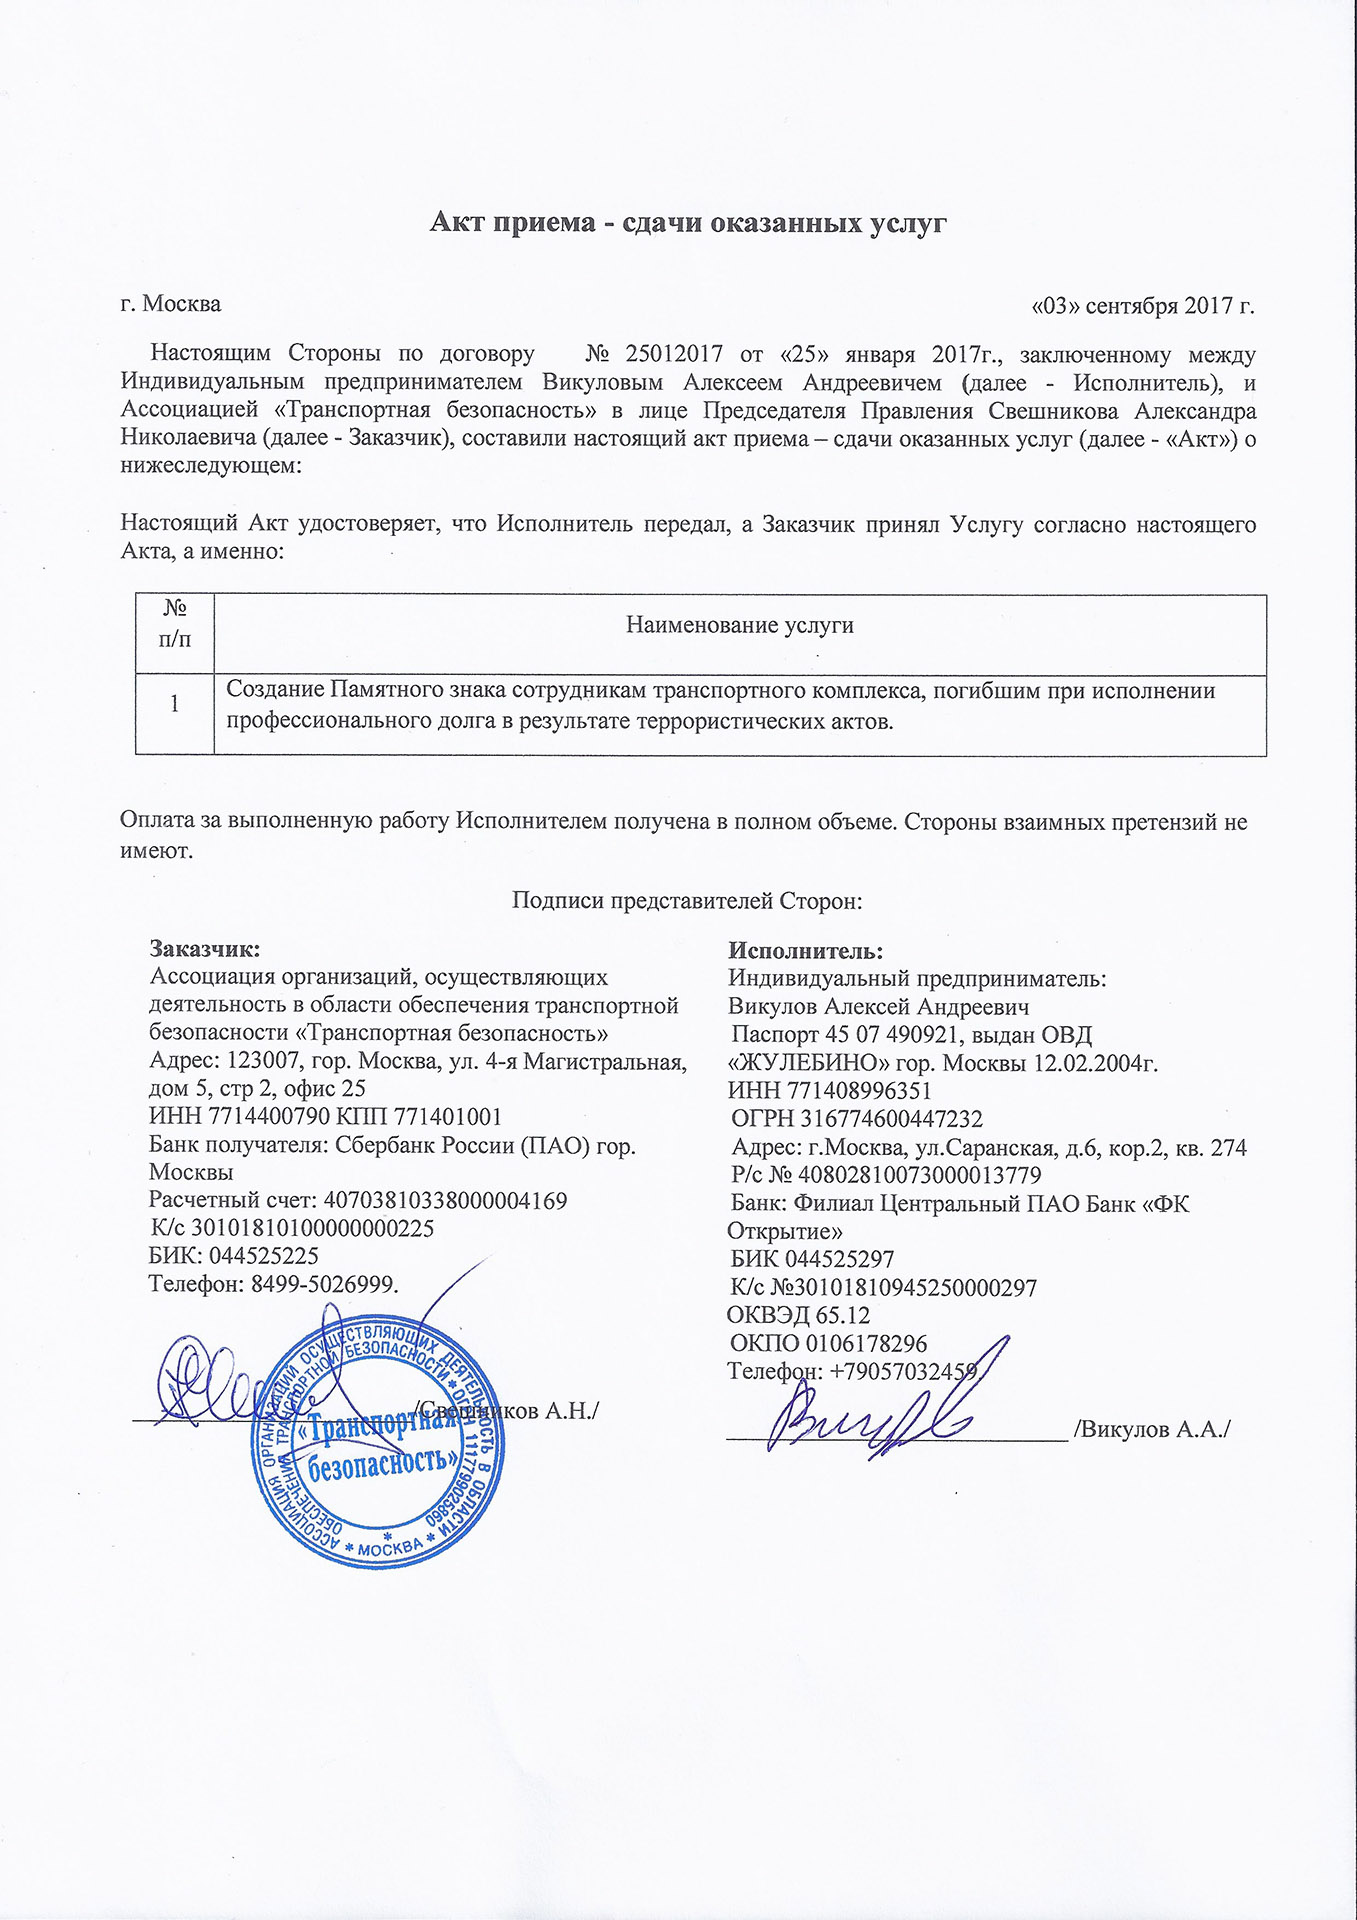 Акт приема - сдачи оказанных услуг
г. Москва «03» сентября 2017 г.
Настоящим Стороны по договору № 25012017 от «25» января 2017г., заключенному между
Индивидуальным предпринимателем Викуловым Алексеем Андреевичем (далее - Исполнитель), и
Ассоциацией «Транспортная безопасность» в лице Председателя Правления Свешникова Александра
Николаевича (далее - Заказчик), составили настоящий акт приема – сдачи оказанных услуг (далее - «Акт») о
нижеследующем:
Настоящий Акт удостоверяет, что Исполнитель передал, а Заказчик принял Услугу согласно настоящего
Акта, а именно:
№
п/п
Наименование услуги
1
Создание Памятного знака сотрудникам транспортного комплекса, погибшим при исполнении
профессионального долга в результате террористических актов.
Оплата за выполненную работу Исполнителем получена в полном объеме. Стороны взаимных претензий не
имеют.
Подписи представителей Сторон:
Заказчик:
Ассоциация организаций, осуществляющих
деятельность в области обеспечения транспортной
безопасности «Транспортная безопасность»
Адрес: 123007, гор. Москва, ул. 4-я Магистральная,
дом 5, стр 2, офис 25
ИНН 7714400790 КПП 771401001
Банк получателя: Сбербанк России (ПАО) гор.
Москвы
Расчетный счет: 40703810338000004169
К/с 30101810100000000225
БИК: 044525225
Телефон: 8499-5026999.
/Свешников А.Н./
АССОЦИАЦИЯ ОРГАНИЗАЦИЙ ОСУЩЕСТВЛЯЮЩИХ ДЕЯТЕЛЬНОСТЬ В ОБЛАСТИ
ОБЕСПЕЧЕНИЯ ТРАНСПОРТНОЙ БЕЗОПАСНОСТИ * ОГРН 1117799025860
* МОСКВА *
«Транспортная
безопасность»
Исполнитель:
Индивидуальный предприниматель:
Викулов Алексей Андреевич
Паспорт 45 07 490921, выдан ОВД
«ЖУЛЕБИНО» гор. Москвы 12.02.2004г.
ИНН 771408996351
ОГРН 316774600447232
Адрес: г.Москва, ул.Саранская, д.6, кор.2, кв. 274
Р/с № 40802810073000013779
Банк: Филиал Центральный ПАО Банк «ФК
Открытие»
БИК 044525297
К/с №30101810945250000297
ОКВЭД 65.12
ОКПО 0106178296
Телефон: +79057032459
/Викулов А.А./